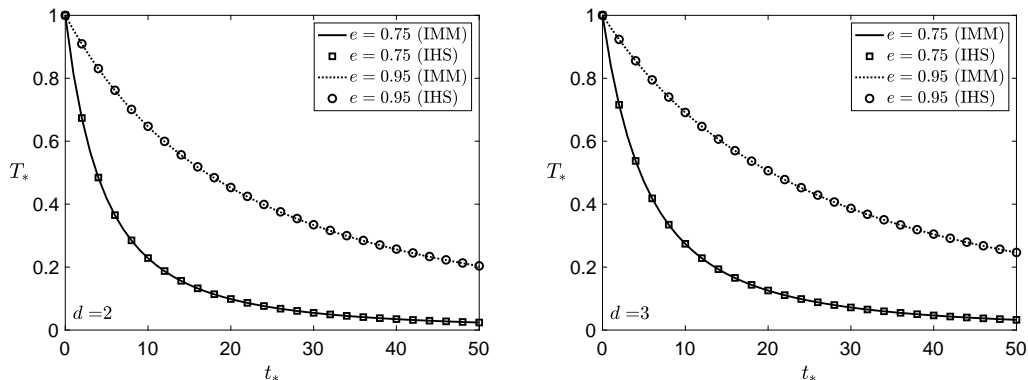 1
0.8
0.6
T*
0.4
0.2
0
e = 0.75 (IMM)
e = 0.75 (IHS)
e = 0.95 (IMM)
e = 0.95 (IHS)
d =2
0 10 20 30 40 50
t*
1
0.8
0.6
T*
0.4
0.2
0
e = 0.75 (IMM)
e = 0.75 (IHS)
e = 0.95 (IMM)
e = 0.95 (IHS)
d =3
0 10 20 30 40 50
t*